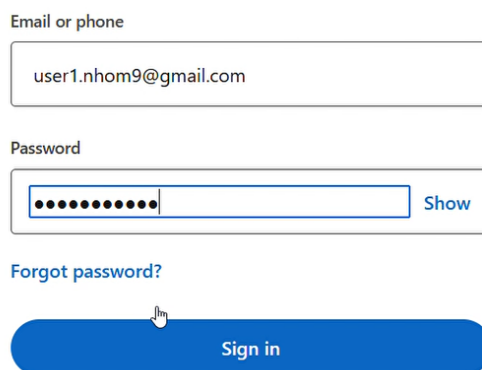 Email or phone
user1.nhom9@gmail.com
Password
●●●●●●●●●●●
Show
Forgot password?
Sign in